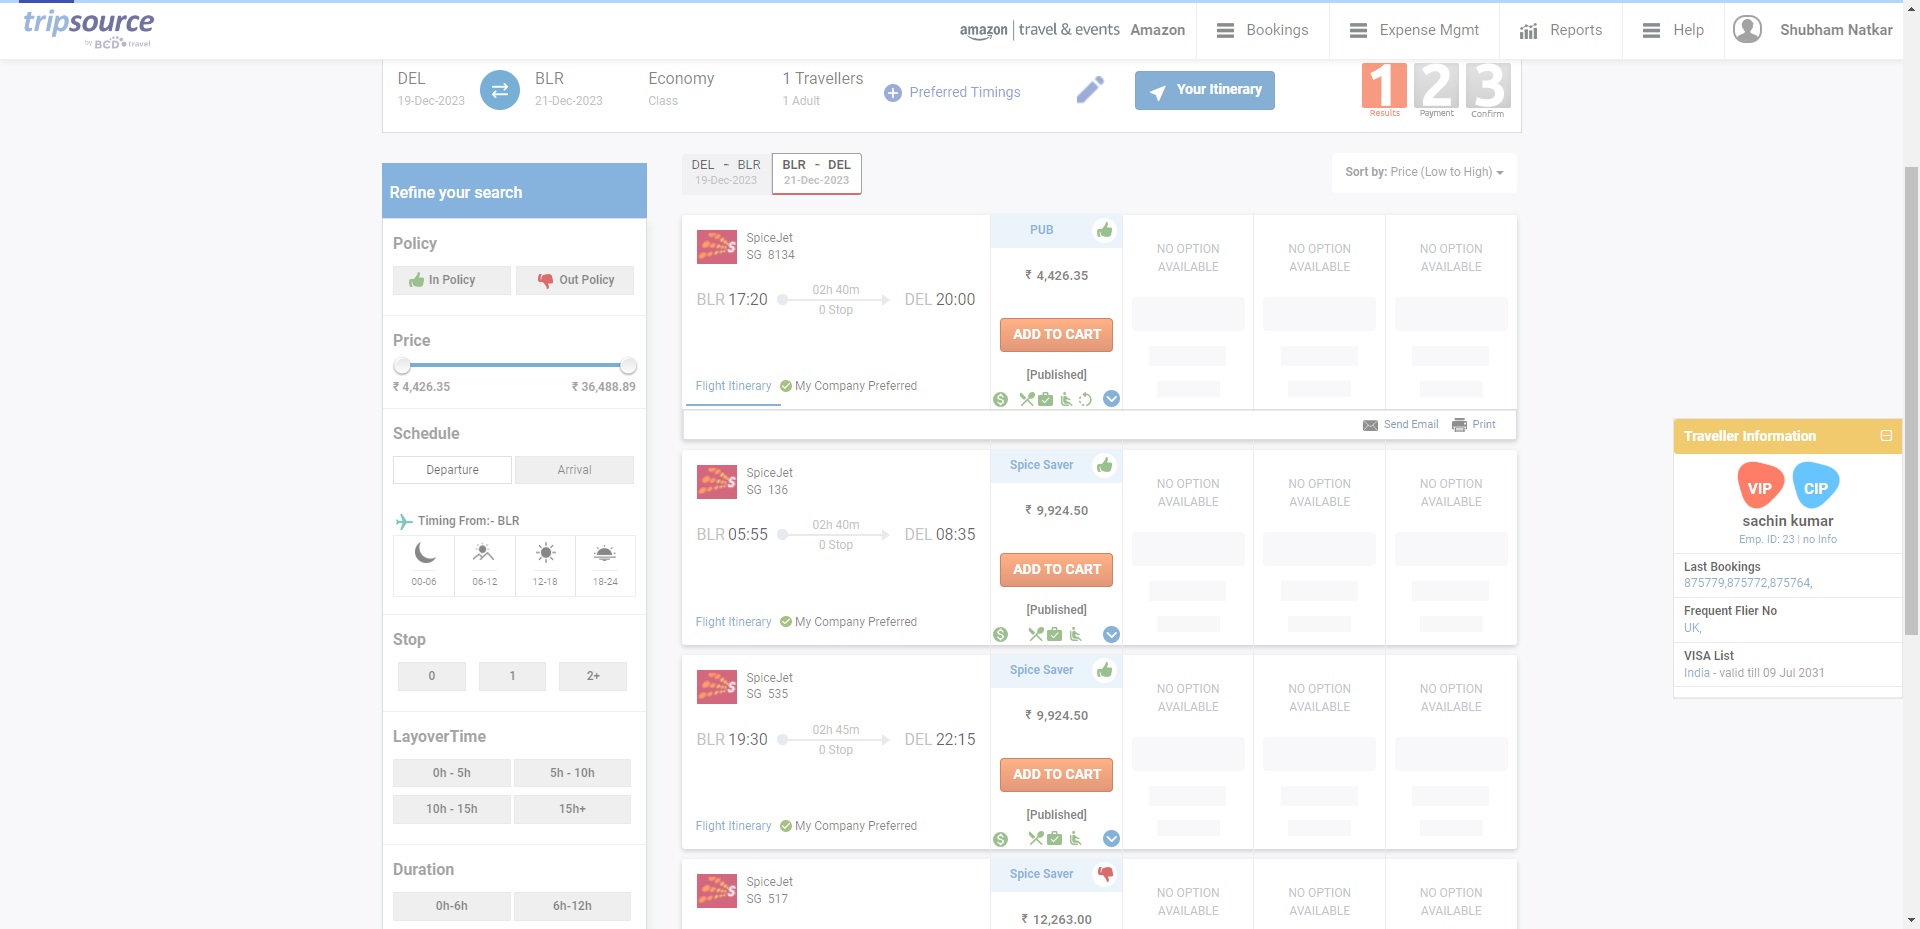 tripsource
by BCD travel
amazon | travel & events Amazon
Bookings
Expense Mgmt
Reports
Help
Shubham Natkar
DEL
19-Dec-2023
BLR
21-Dec-2023
Economy
Class
1 Travellers
1 Adult
Preferred Timings
Your Itinerary
1
Results
2
Payment
3
Confirm
Refine your search
Policy
In Policy
Out Policy
Price
₹ 4,426.35
₹ 36,488.89
Schedule
Departure
Arrival
Timing From:- BLR
00-06
06-12
12-18
18-24
Stop
0
1
2+
LayoverTime
0h - 5h
5h - 10h
10h - 15h
15h+
Duration
0h-6h
6h-12h
DEL - BLR
19-Dec-2023
BLR - DEL
21-Dec-2023
Sort by: Price (Low to High)
SpiceJet
SG 8134
BLR 17:20
02h 40m
0 Stop
DEL 20:00
Flight Itinerary
My Company Preferred
PUB
₹ 4,426.35
ADD TO CART
[Published]
NO OPTION
AVAILABLE
NO OPTION
AVAILABLE
NO OPTION
AVAILABLE
Send Email
Print
SpiceJet
SG 136
BLR 05:55
02h 40m
0 Stop
DEL 08:35
Flight Itinerary
My Company Preferred
Spice Saver
₹ 9,924.50
ADD TO CART
[Published]
NO OPTION
AVAILABLE
NO OPTION
AVAILABLE
NO OPTION
AVAILABLE
SpiceJet
SG 535
BLR 19:30
02h 45m
0 Stop
DEL 22:15
Flight Itinerary
My Company Preferred
Spice Saver
₹ 9,924.50
ADD TO CART
[Published]
NO OPTION
AVAILABLE
NO OPTION
AVAILABLE
NO OPTION
AVAILABLE
SpiceJet
SG 517
Spice Saver
₹ 12,263.00
NO OPTION
AVAILABLE
NO OPTION
AVAILABLE
NO OPTION
AVAILABLE
Traveller Information
VIP
CIP
sachin kumar
Emp. ID: 23 | no Info
Last Bookings
875779,875772,875764,
Frequent Flier No
UK,
VISA List
India - valid till 09 Jul 2031